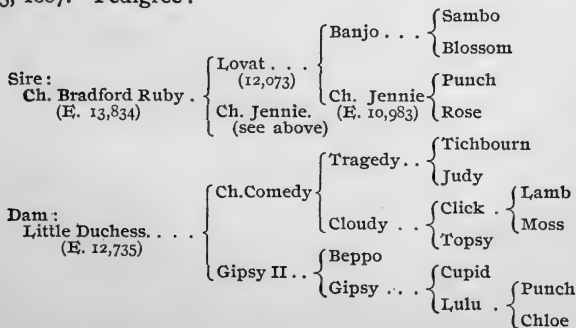 3, 1887. Pedigree:
Sambo
Banjo . . .
Blossom
Lovat . . .
(12,073)
Sire:
Punch
Ch. Bradford Ruby .
Ch. Jennie
(E. 13,834)
Ch. Jennie.
(E. 10,983)
Rose
(see above)
Tichbourn
Tragedy . .
Judy
Ch. Comedy
Lamb
Click .
Dam:
Cloudy . .
Moss
Little Duchess. . . .
Topsy
(E. 12,735)
Beppo
Gipsy II . .
Cupid
Gipsy . . .
Punch
Lulu .
Chloe